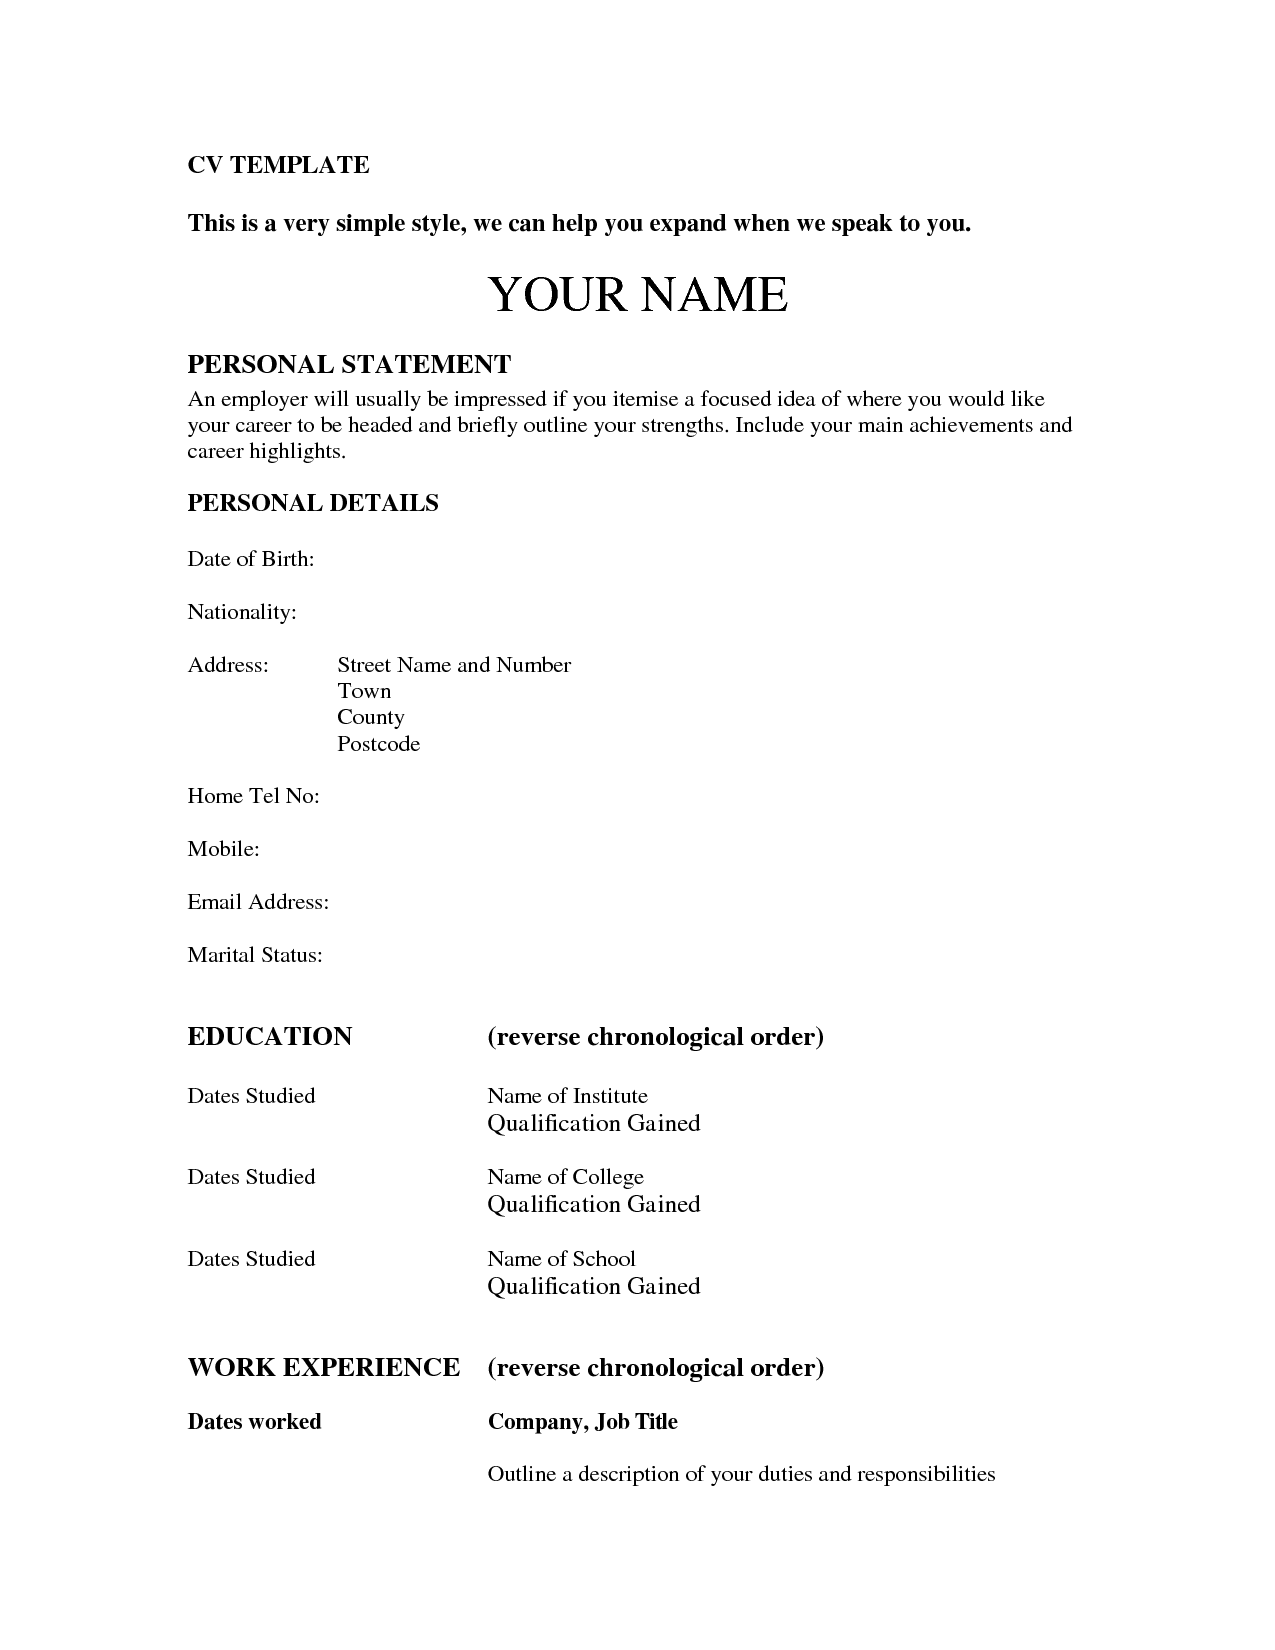 CV TEMPLATE
This is a very simple style, we can help you expand when we speak to you.
YOUR NAME
PERSONAL STATEMENT
An employer will usually be impressed if you itemise a focused idea of where you would like
your career to be headed and briefly outline your strengths. Include your main achievements and
career highlights.
PERSONAL DETAILS
Date of Birth:
Nationality:
Address: Street Name and Number
Town
County
Postcode
Home Tel No:
Mobile:
Email Address:
Marital Status:
EDUCATION (reverse chronological order)
Dates Studied Name of Institute
Qualification Gained
Dates Studied Name of College
Qualification Gained
Dates Studied Name of School
Qualification Gained
WORK EXPERIENCE (reverse chronological order)
Dates worked Company, Job Title
Outline a description of your duties and responsibilities